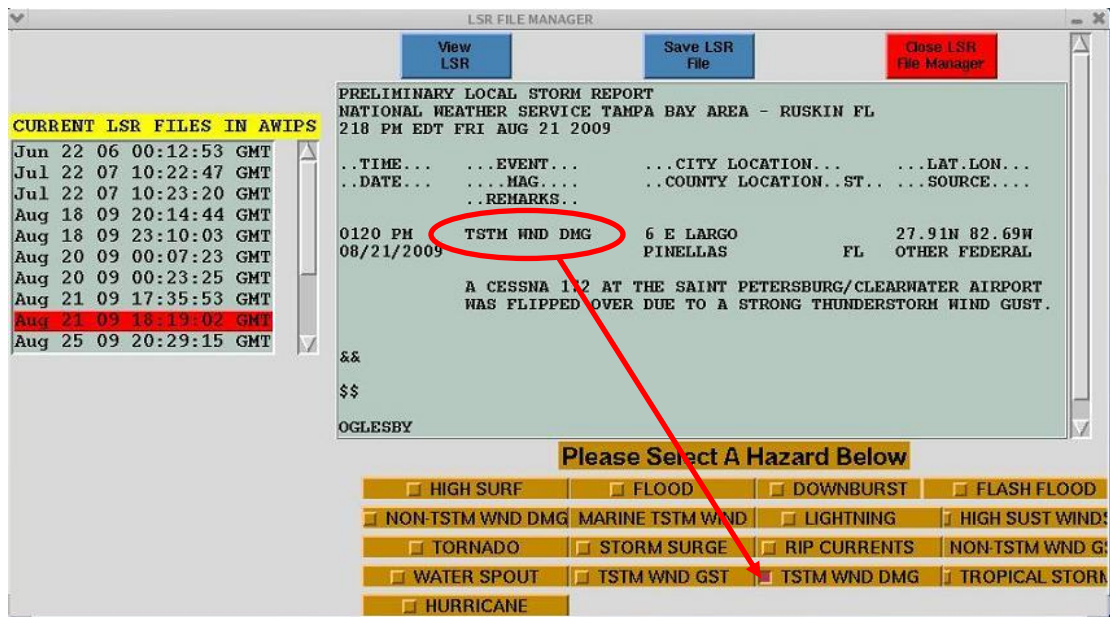 LSR FILE MANAGER
View LSR
Save LSR File
Close LSR File Manager
CURRENT LSR FILES IN AWIPS
Jun 22 06 00:12:53 GMT
Jul 22 07 10:22:47 GMT
Jul 22 07 10:23:20 GMT
Aug 18 09 20:14:44 GMT
Aug 18 09 23:10:03 GMT
Aug 20 09 00:07:23 GMT
Aug 20 09 00:23:25 GMT
Aug 21 09 17:35:53 GMT
Aug 21 09 18:19:02 GMT
Aug 25 09 20:29:15 GMT
PRELIMINARY LOCAL STORM REPORT
NATIONAL WEATHER SERVICE TAMPA BAY AREA - RUSKIN FL
218 PM EDT FRI AUG 21 2009
..TIME... ...EVENT... ...CITY LOCATION... ...LAT.LON...
..DATE... ....MAG.... ..COUNTY LOCATION..ST.. ...SOURCE....
..REMARKS..
0120 PM TSTM WND DMG 6 E LARGO 27.91N 82.69W
08/21/2009 PINELLAS FL OTHER FEDERAL
A CESSNA 172 AT THE SAINT PETERSBURG/CLEARWATER AIRPORT
WAS FLIPPED OVER DUE TO A STRONG THUNDERSTORM WIND GUST.
&&
$$
OGLESBY
Please Select A Hazard Below
HIGH SURF FLOOD DOWNBURST FLASH FLOOD
NON-TSTM WND DMG MARINE TSTM WIND LIGHTNING HIGH SUST WINDS
TORNADO STORM SURGE RIP CURRENTS NON-TSTM WND G
WATER SPOUT TSTM WND GST TSTM WND DMG TROPICAL STORM
HURRICANE